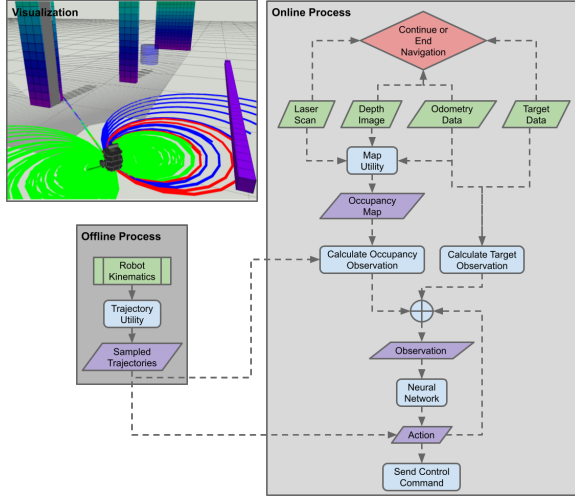 Visualization
Online Process
Continue or
End
Navigation
Laser
Scan
Depth
Image
Odometry
Data
Target
Data
Map
Utility
Occupancy
Map
Offline Process
Robot
Kinematics
Calculate Occupancy
Observation
Calculate Target
Observation
Trajectory
Utility
Sampled
Trajectories
Observation
Neural
Network
Action
Send Control
Command